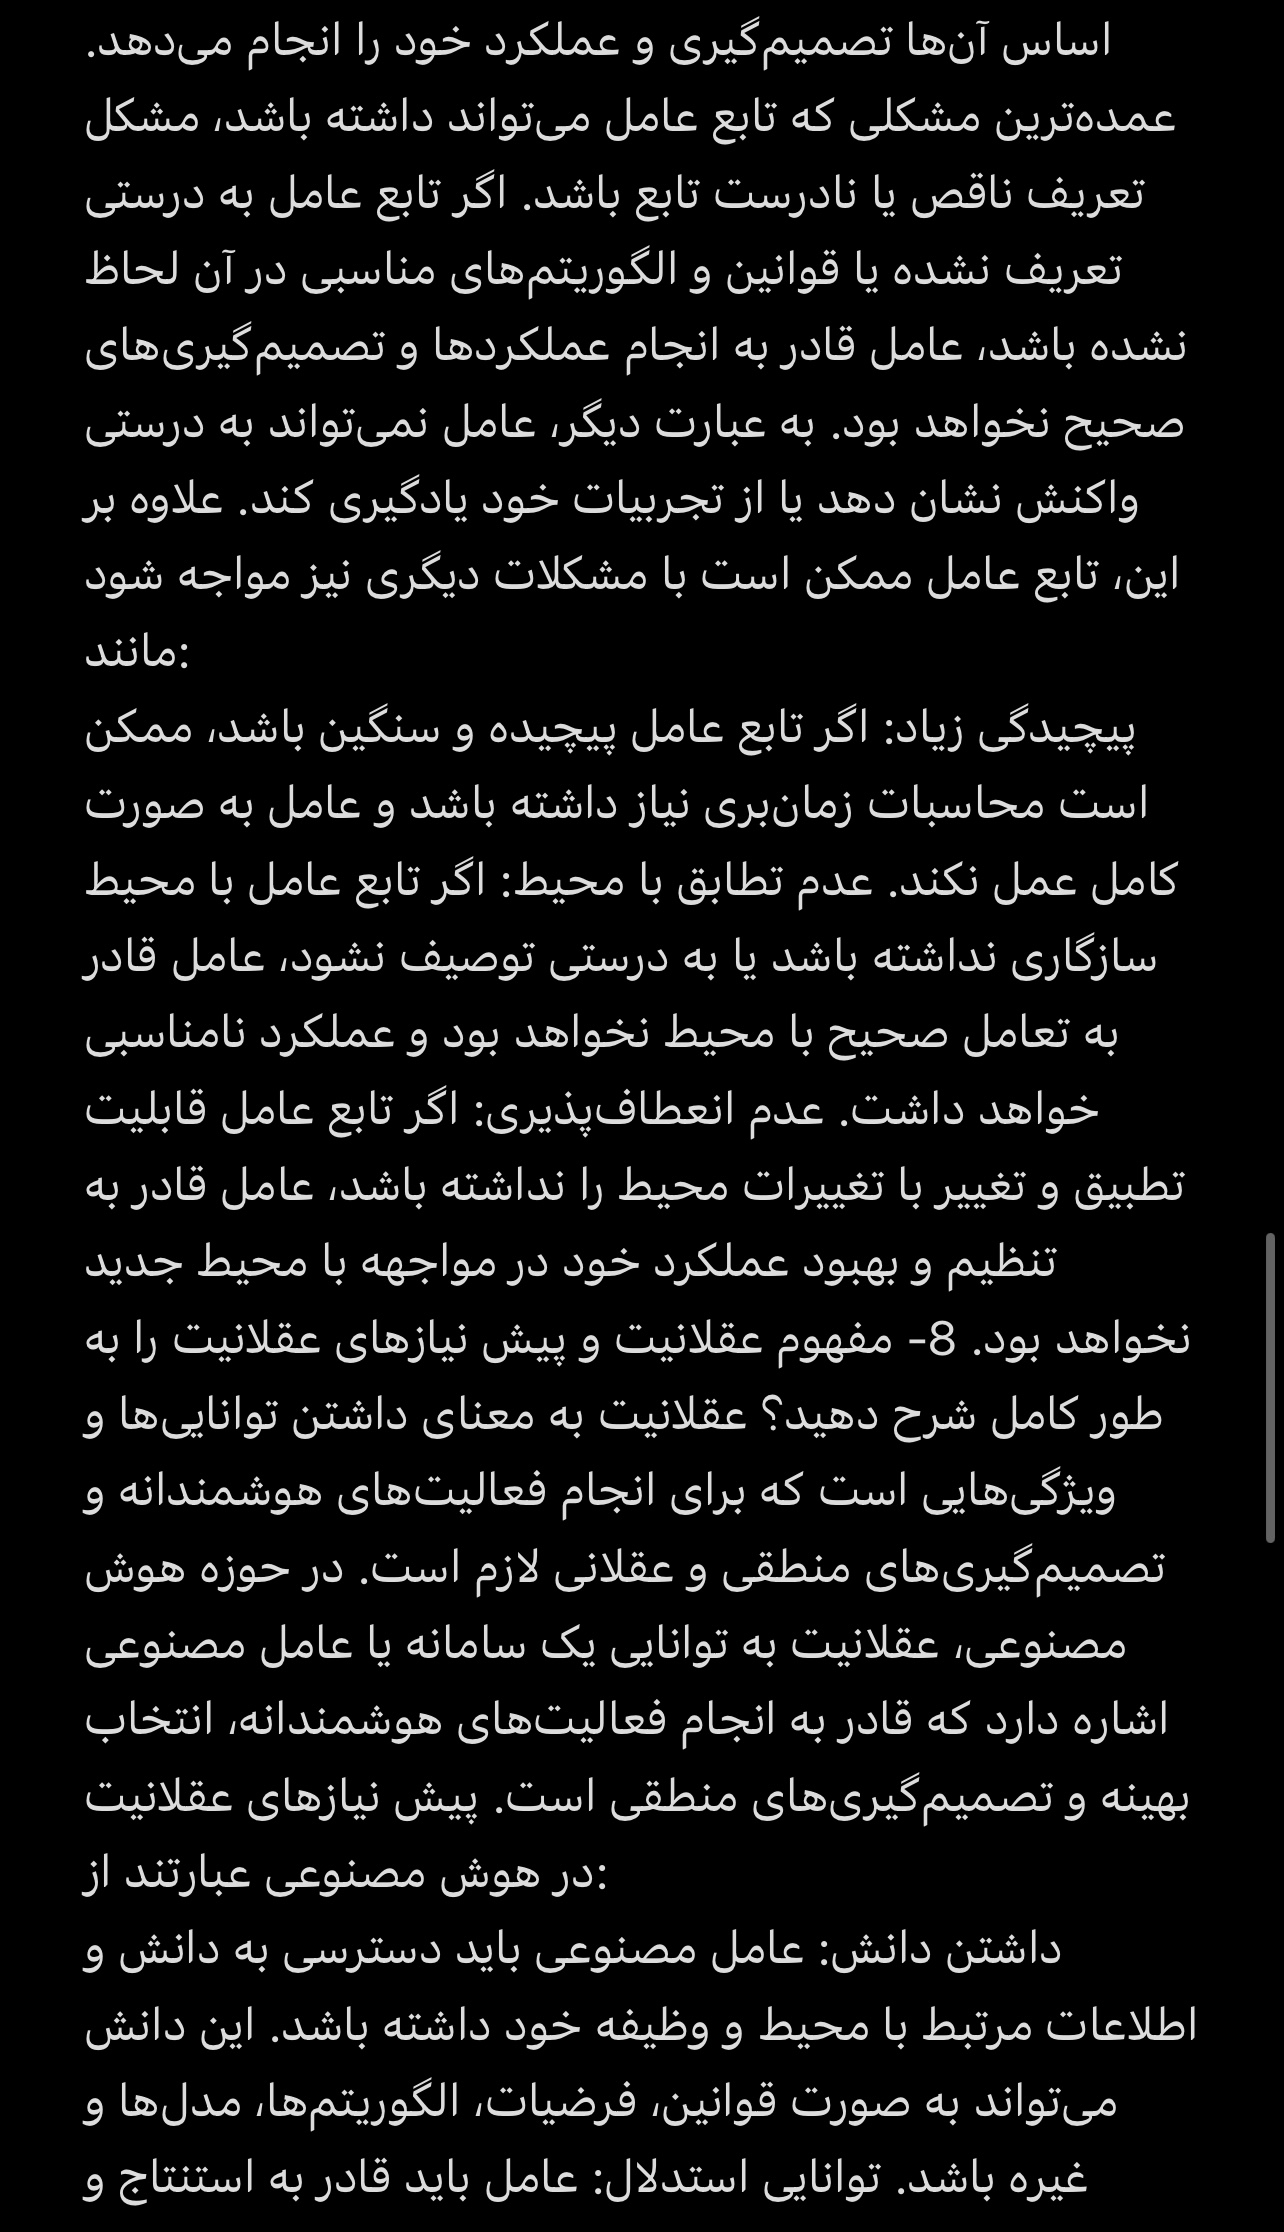 اساس آن‌ها تصمیم‌گیری و عملکرد خود را انجام می‌دهد.
عمده‌ترین مشکلی که تابع عامل می‌تواند داشته باشد، مشکل
تعریف ناقص یا نادرست تابع باشد. اگر تابع عامل به درستی
تعریف نشده یا قوانین و الگوریتم‌های مناسبی در آن لحاظ
نشده باشد، عامل قادر به انجام عملکردها و تصمیم‌گیری‌های
صحیح نخواهد بود. به عبارت دیگر، عامل نمی‌تواند به درستی
واکنش نشان دهد یا از تجربیات خود یادگیری کند. علاوه بر
این، تابع عامل ممکن است با مشکلات دیگری نیز مواجه شود
مانند:
پیچیدگی زیاد: اگر تابع عامل پیچیده و سنگین باشد، ممکن
است محاسبات زمان‌بری نیاز داشته باشد و عامل به صورت
کامل عمل نکند. عدم تطابق با محیط: اگر تابع عامل با محیط
سازگاری نداشته باشد یا به درستی توصیف نشود، عامل قادر
به تعامل صحیح با محیط نخواهد بود و عملکرد نامناسبی
خواهد داشت. عدم انعطاف‌پذیری: اگر تابع عامل قابلیت
تطبیق و تغییر با تغییرات محیط را نداشته باشد، عامل قادر به
تنظیم و بهبود عملکرد خود در مواجهه با محیط جدید
نخواهد بود. 8- مفهوم عقلانیت و پیش نیازهای عقلانیت را به
طور کامل شرح دهید؟ عقلانیت به معنای داشتن توانایی‌ها و
ویژگی‌هایی است که برای انجام فعالیت‌های هوشمندانه و
تصمیم‌گیری‌های منطقی و عقلانی لازم است. در حوزه هوش
مصنوعی، عقلانیت به توانایی یک سامانه یا عامل مصنوعی
اشاره دارد که قادر به انجام فعالیت‌های هوشمندانه، انتخاب
بهینه و تصمیم‌گیری‌های منطقی است. پیش نیازهای عقلانیت
در هوش مصنوعی عبارتند از:
داشتن دانش: عامل مصنوعی باید دسترسی به دانش و
اطلاعات مرتبط با محیط و وظیفه خود داشته باشد. این دانش
می‌تواند به صورت قوانین، فرضیات، الگوریتم‌ها، مدل‌ها و
غیره باشد. توانایی استدلال: عامل باید قادر به استنتاج و